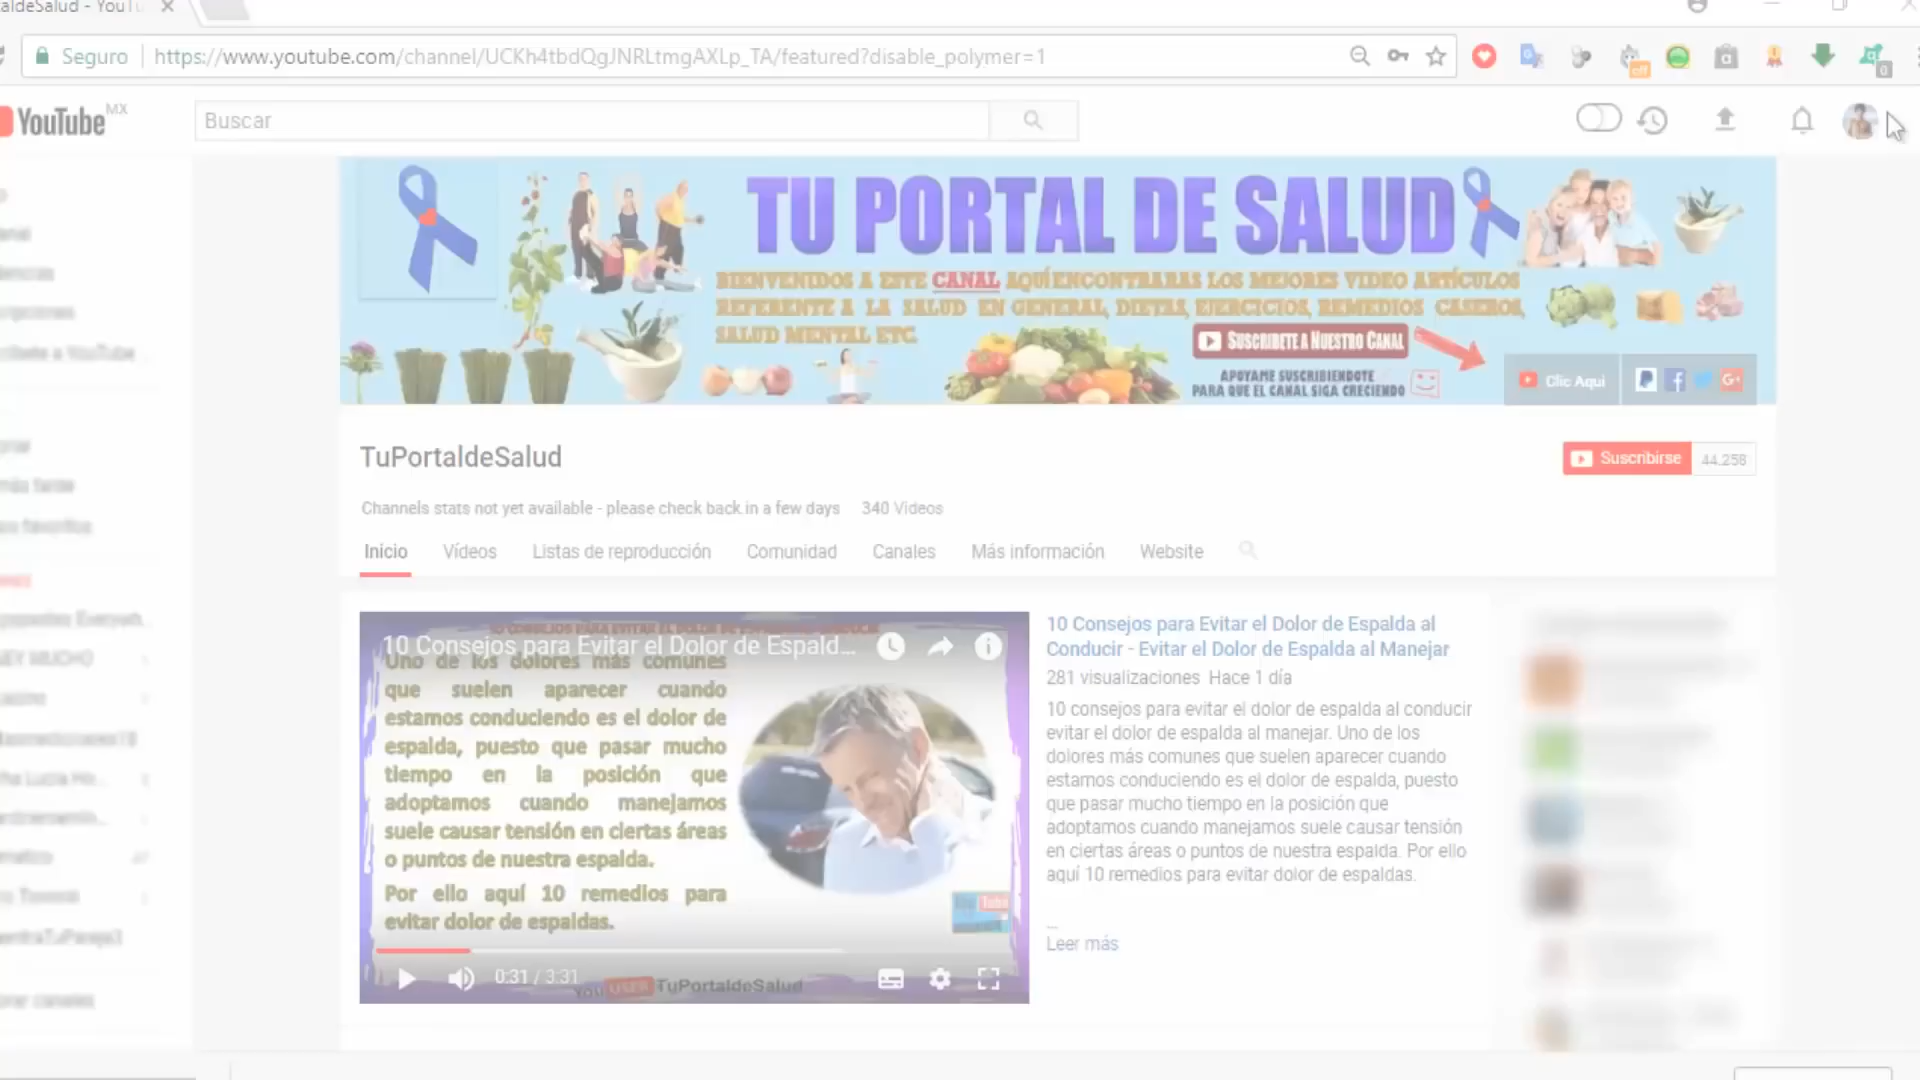 taldeSalud - YouTu
Seguro
https://www.youtube.com/channel/UCKh4tbdQgJNRLtmgAXLp_TA/featured?disable_polymer=1
off
0
YouTube MX
Buscar
TU PORTAL DE SALUD
BIENVENIDOS A ESTE CANAL AQUÍ ENCONTRARAS LOS MEJORES VIDEO ARTÍCULOS
REFERENTE A LA SALUD EN GENERAL, DIETAS, EJERCICIOS, REMEDIOS CASEROS,
SALUD MENTAL ETC.
SUSCRIBETE A NUESTRO CANAL
APOYAME SUSCRIBIENDOTE
PARA QUE EL CANAL SIGA CRECIENDO
Clic Aqui
G+
TuPortaldeSalud
Suscribirse 44.258
Channels stats not yet available - please check back in a few days 340 Videos
Inicio Vídeos Listas de reproducción Comunidad Canales Más información Website
10 Consejos para Evitar el Dolor de Espald...
Uno de los dolores más comunes
que suelen aparecer cuando
estamos conduciendo es el dolor de
espalda, puesto que pasar mucho
tiempo en la posición que
adoptamos cuando manejamos
suele causar tensión en ciertas áreas
o puntos de nuestra espalda.
Por ello aquí 10 remedios para
evitar dolor de espaldas.
0:31 / 3:31
You USER TuPortaldeSalud
10 Consejos para Evitar el Dolor de Espalda al
Conducir - Evitar el Dolor de Espalda al Manejar
281 visualizaciones Hace 1 día
10 consejos para evitar el dolor de espalda al conducir
evitar el dolor de espalda al manejar. Uno de los
dolores más comunes que suelen aparecer cuando
estamos conduciendo es el dolor de espalda, puesto
que pasar mucho tiempo en la posición que
adoptamos cuando manejamos suele causar tensión
en ciertas áreas o puntos de nuestra espalda. Por ello
aquí 10 remedios para evitar dolor de espaldas.
...
Leer más